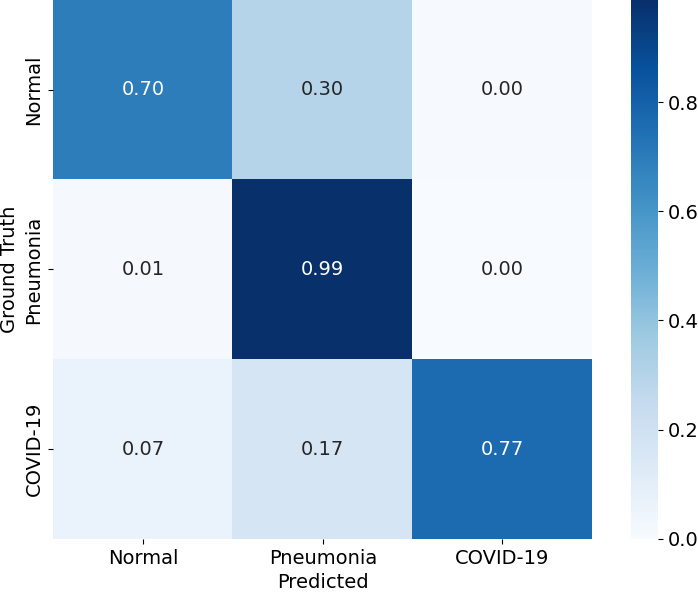 Ground Truth
Normal
0.70 0.30 0.00
Pneumonia
0.01 0.99 0.00
COVID-19
0.07 0.17 0.77
Normal Pneumonia COVID-19
Predicted
0.8
0.6
0.4
0.2
0.0